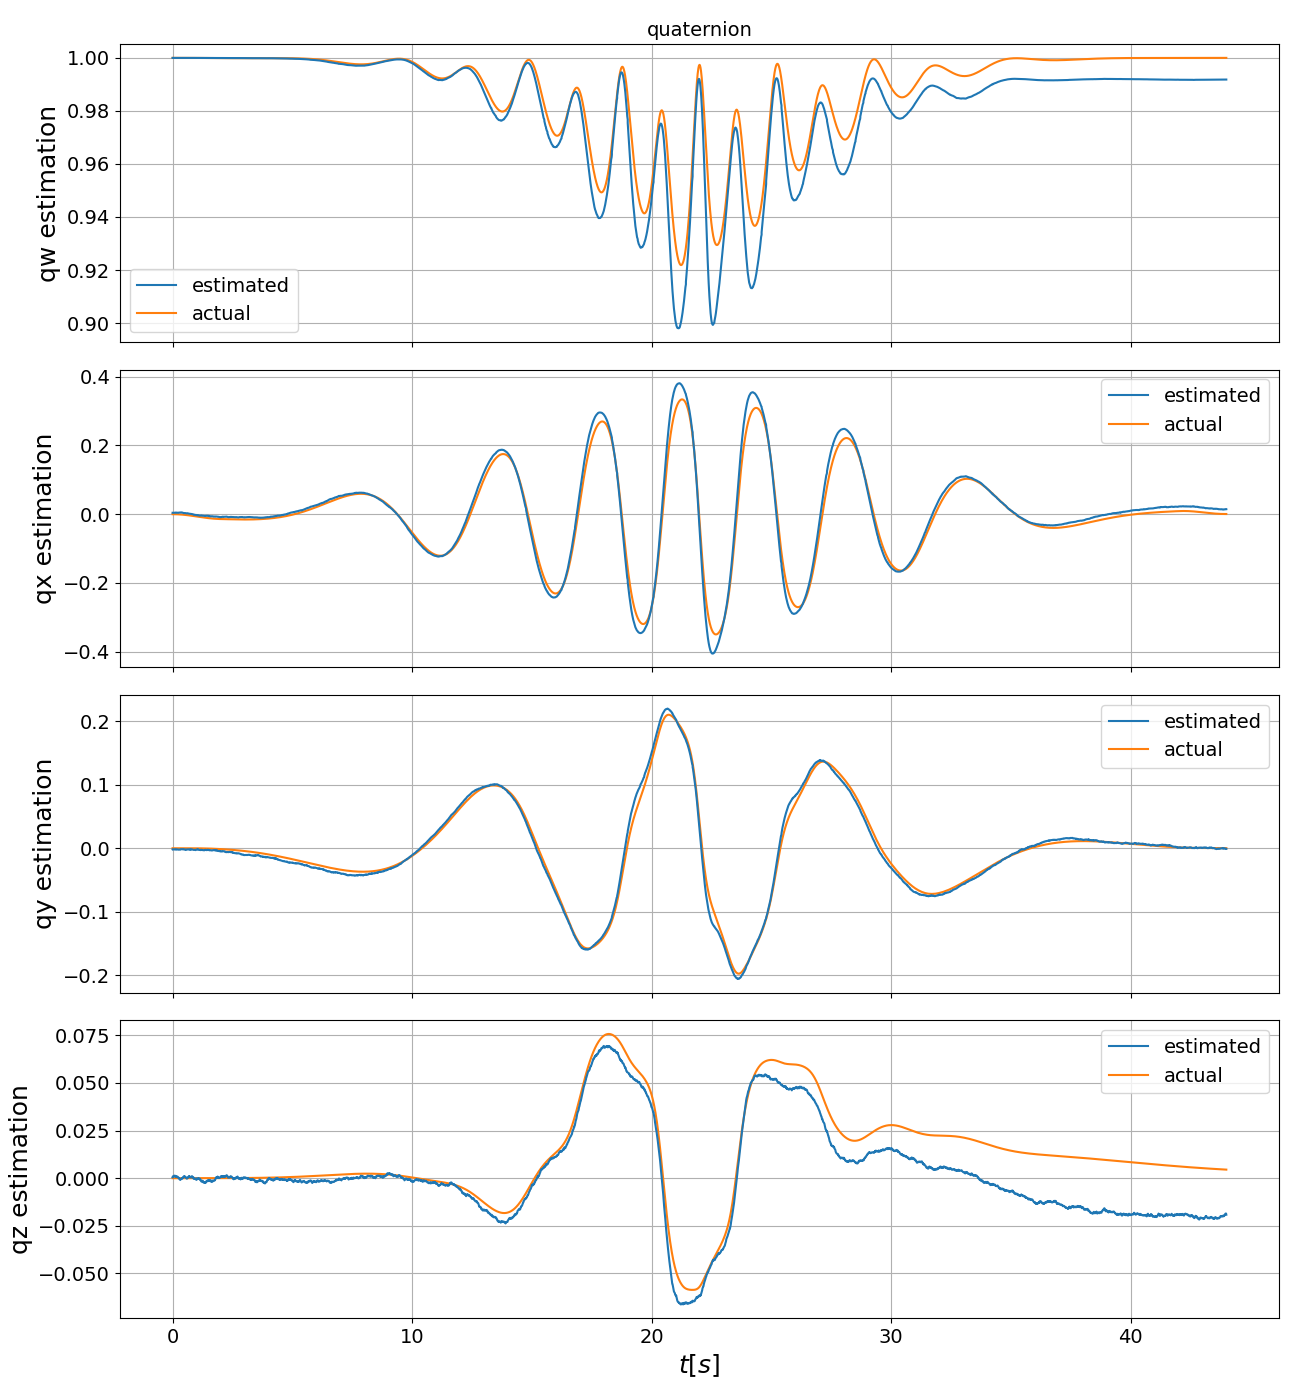 quaternion
qw estimation
1.00
0.98
0.96
0.94
0.92
0.90
estimated
actual
qx estimation
0.4
0.2
0.0
−0.2
−0.4
estimated
actual
qy estimation
0.2
0.1
0.0
−0.1
−0.2
estimated
actual
qz estimation
0.075
0.050
0.025
0.000
−0.025
−0.050
estimated
actual
0 10 20 30 40
t[s]